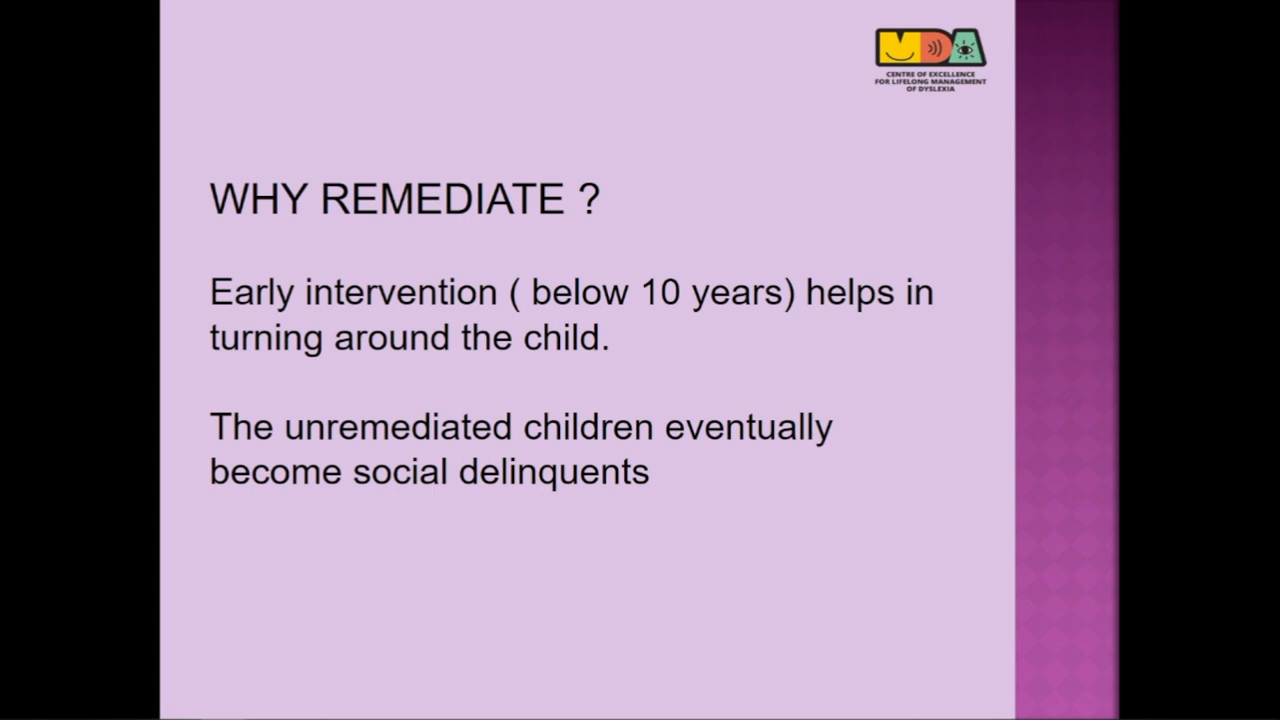 MDA
CENTRE OF EXCELLENCE
FOR LIFELONG MANAGEMENT
OF DYSLEXIA
WHY REMEDIATE ?
Early intervention ( below 10 years) helps in
turning around the child.
The unremediated children eventually
become social delinquents